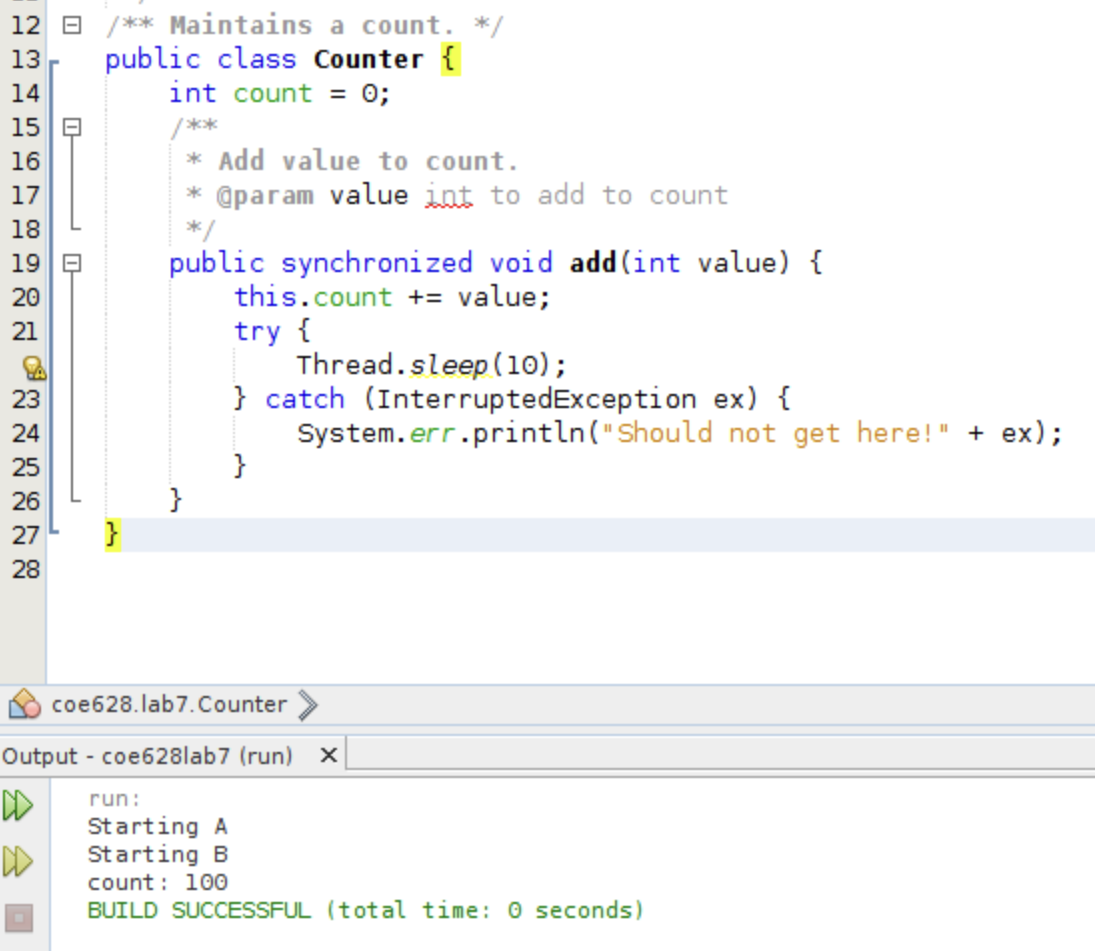 12 /** Maintains a count. */
13 public class Counter {
14     int count = 0;
15     /**
16      * Add value to count.
17      * @param value int to add to count
18      */
19     public synchronized void add(int value) {
20         this.count += value;
21         try {
            Thread.sleep(10);
23         } catch (InterruptedException ex) {
24             System.err.println("Should not get here!" + ex);
25         }
26     }
27 }
28
coe628.lab7.Counter
Output - coe628lab7 (run) ×
run:
Starting A
Starting B
count: 100
BUILD SUCCESSFUL (total time: 0 seconds)